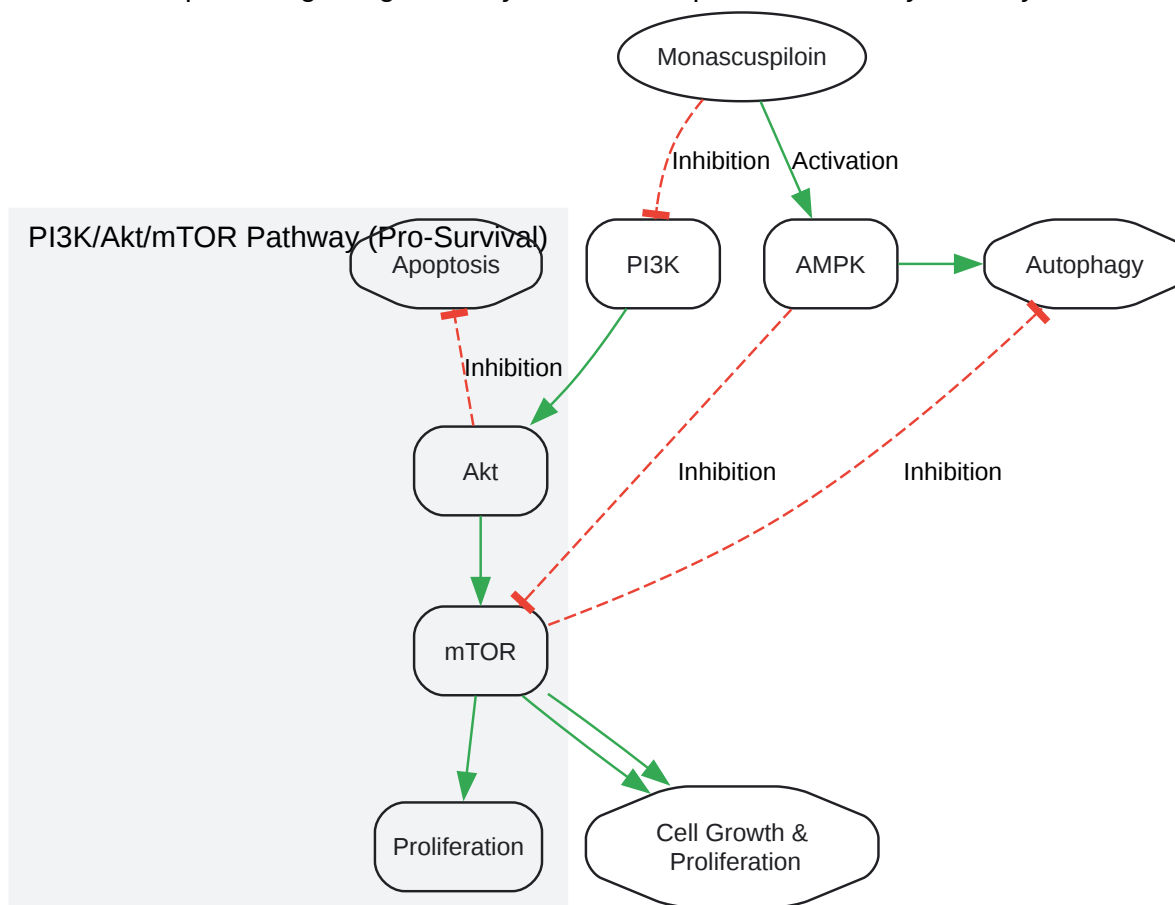 Monascuspiloin
Inhibition
Activation
PI3K/Akt/mTOR Pathway (Pro-Survival)
Apoptosis
PI3K
AMPK
Autophagy
Inhibition
Akt
Inhibition
Inhibition
mTOR
Proliferation
Cell Growth &
Proliferation